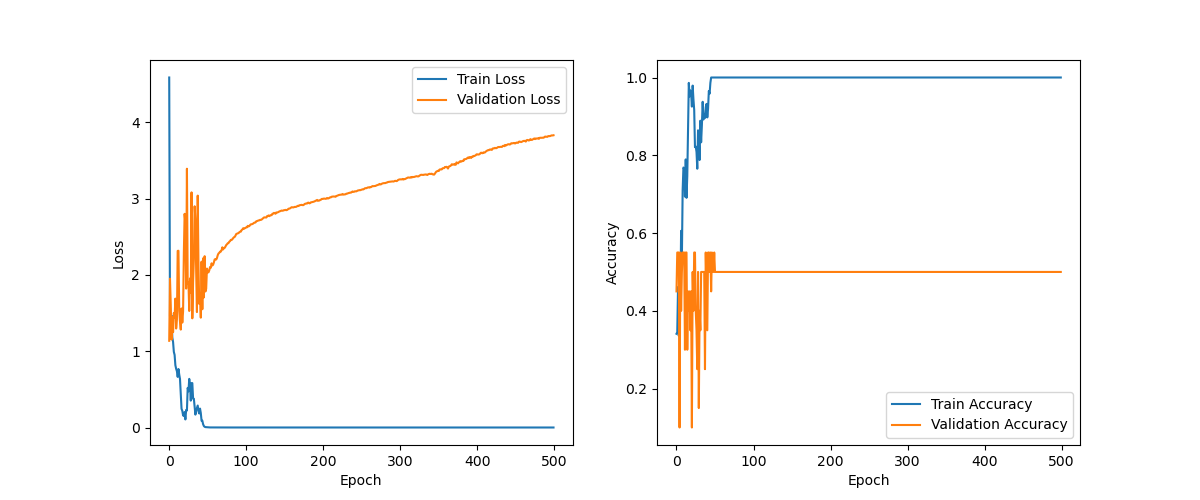 Train Loss
Validation Loss
Loss
4
3
2
1
0
0 100 200 300 400 500
Epoch
Accuracy
1.0
0.8
0.6
0.4
0.2
Train Accuracy
Validation Accuracy
0 100 200 300 400 500
Epoch